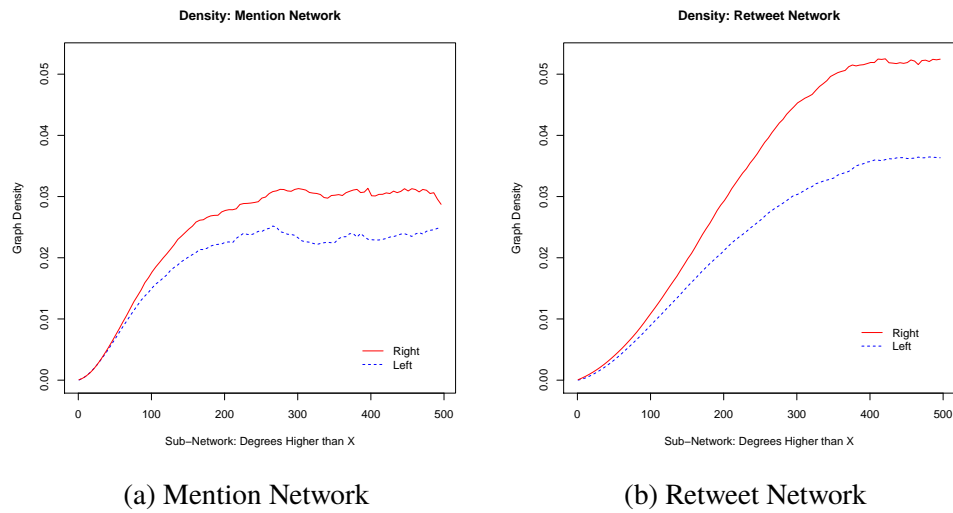 Density: Mention Network
Graph Density
0.00 0.01 0.02 0.03 0.04 0.05
Right
Left
0 100 200 300 400 500
Sub−Network: Degrees Higher than X
(a) Mention Network
Density: Retweet Network
Graph Density
0.00 0.01 0.02 0.03 0.04 0.05
Right
Left
0 100 200 300 400 500
Sub−Network: Degrees Higher than X
(b) Retweet Network